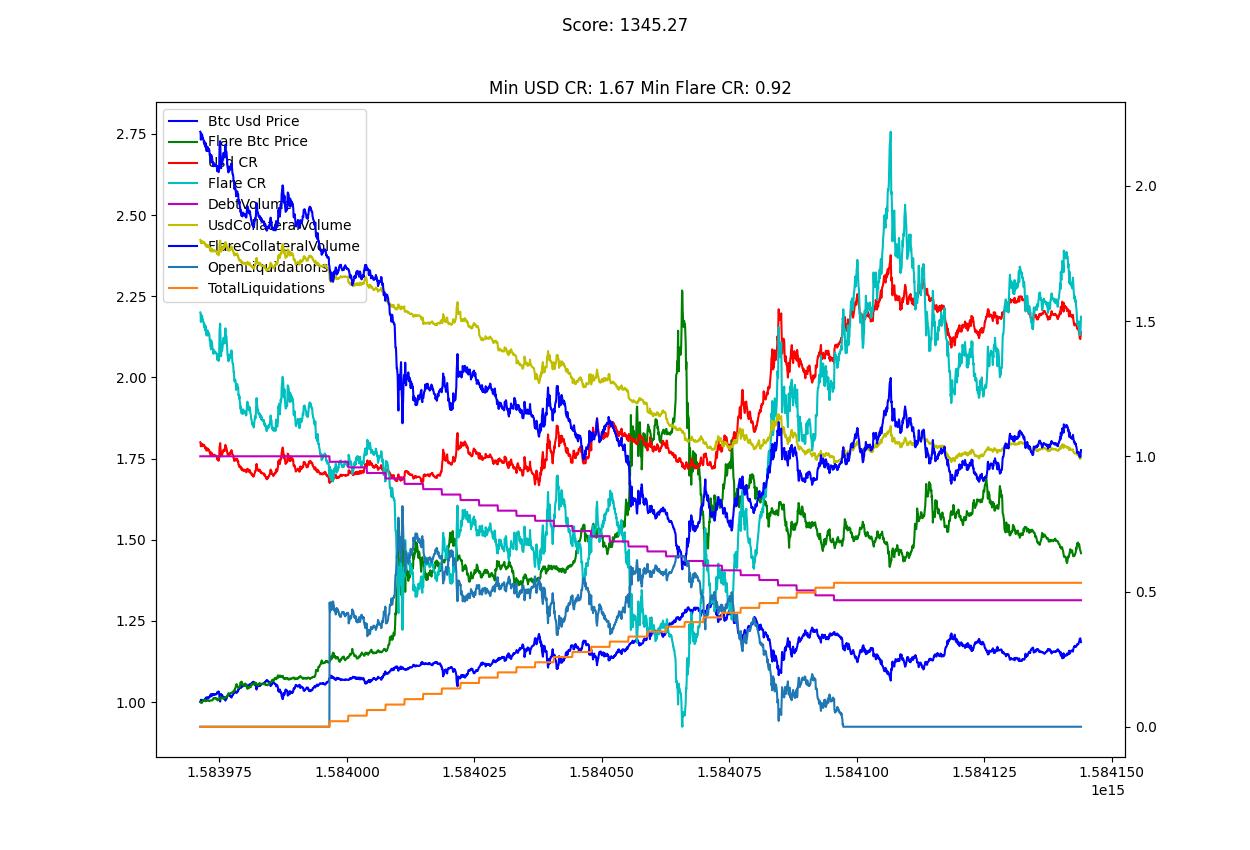 Score: 1345.27
Min USD CR: 1.67 Min Flare CR: 0.92
Btc Usd Price
Flare Btc Price
Usd CR
Flare CR
DebtVolume
UsdCollateralVolume
FlareCollateralVolume
OpenLiquidations
TotalLiquidations
2.75
2.50
2.25
2.00
1.75
1.50
1.25
1.00
2.0
1.5
1.0
0.5
0.0
1.583975
1.584000
1.584025
1.584050
1.584075
1.584100
1.584125
1.584150
1e15